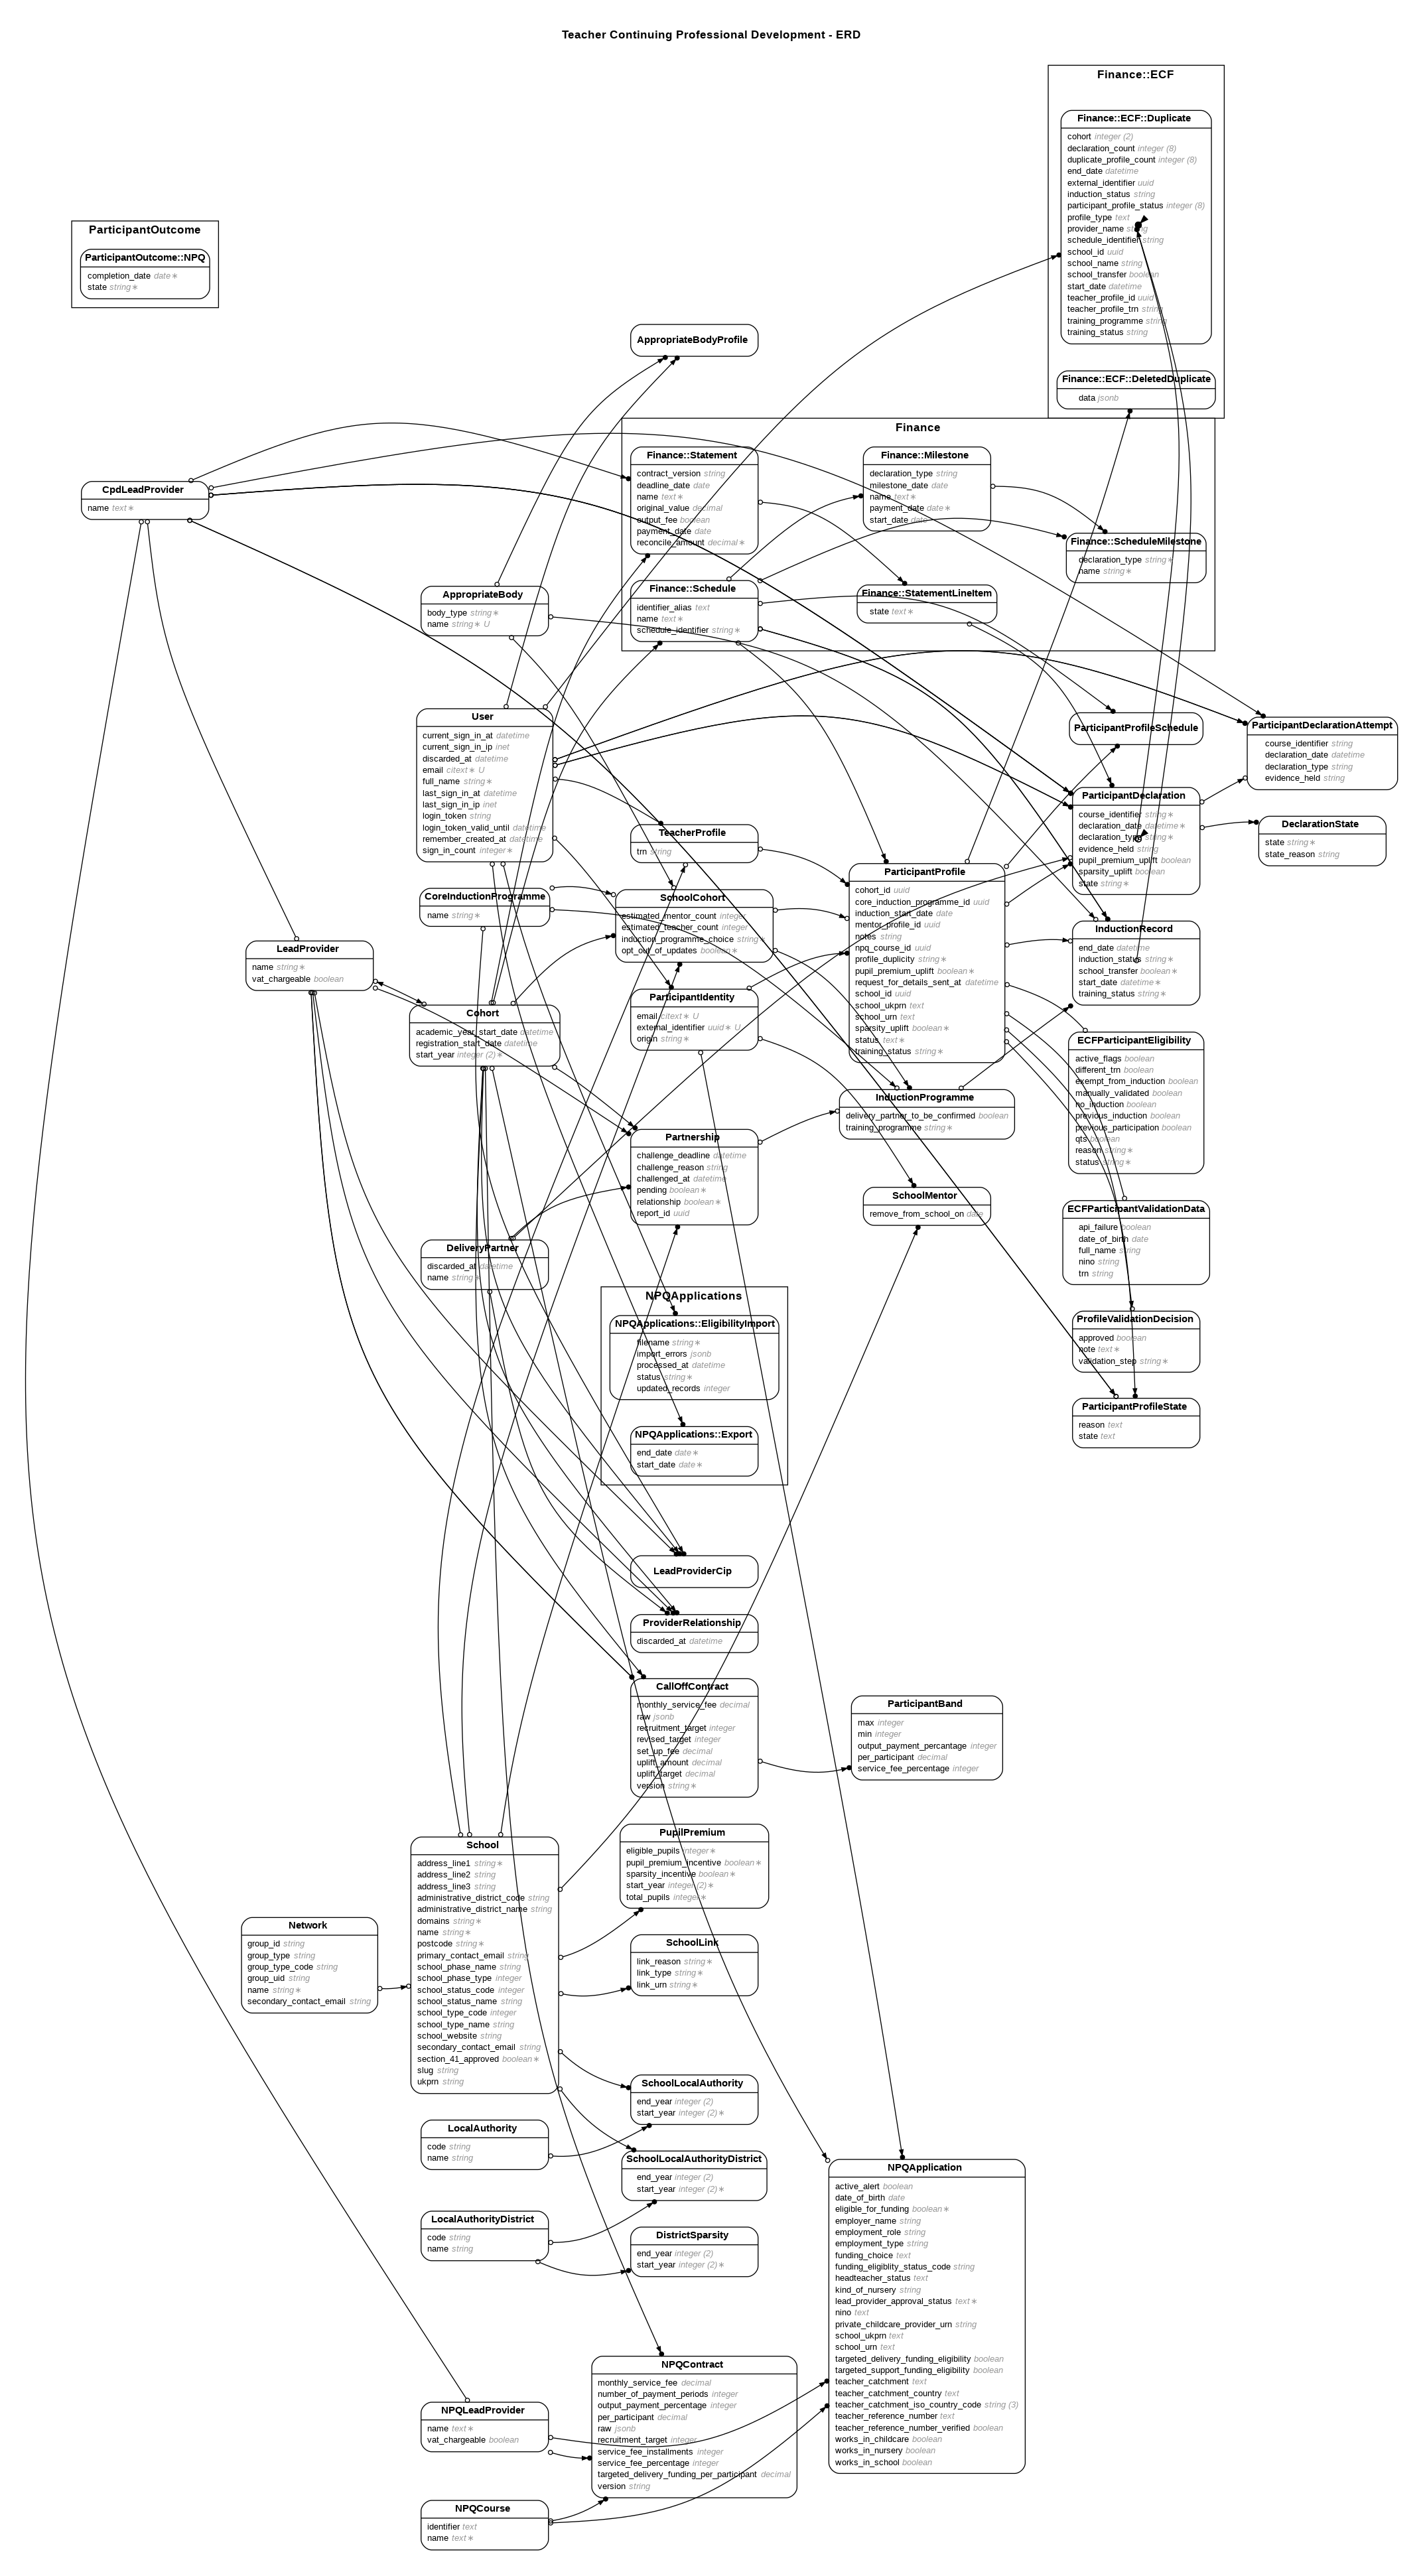 Teacher Continuing Professional Development - ERD
Finance::ECF
Finance::ECF::Duplicate
cohort integer (2)
declaration_count integer (8)
duplicate_profile_count integer (8)
end_date datetime
external_identifier uuid
induction_status string
participant_profile_status integer (8)
profile_type text
provider_name string
schedule_identifier string
school_id uuid
school_name string
school_transfer boolean
start_date datetime
teacher_profile_id uuid
teacher_profile_trn string
training_programme string
training_status string
Finance::ECF::DeletedDuplicate
data jsonb
ParticipantOutcome
ParticipantOutcome::NPQ
completion_date date ∗
state string ∗
AppropriateBodyProfile
Finance
Finance::Statement
contract_version string
deadline_date date
name text ∗
original_value decimal
output_fee boolean
payment_date date
reconcile_amount decimal ∗
Finance::Milestone
declaration_type string
milestone_date date
name text ∗
payment_date date ∗
start_date date
Finance::ScheduleMilestone
declaration_type string ∗
name string ∗
Finance::Schedule
identifier_alias text
name text ∗
schedule_identifier string ∗
Finance::StatementLineItem
state text ∗
CpdLeadProvider
name text ∗
AppropriateBody
body_type string ∗
name string ∗ U
User
current_sign_in_at datetime
current_sign_in_ip inet
discarded_at datetime
email citext ∗ U
full_name string ∗
last_sign_in_at datetime
last_sign_in_ip inet
login_token string
login_token_valid_until datetime
remember_created_at datetime
sign_in_count integer ∗
ParticipantProfileSchedule
ParticipantDeclarationAttempt
course_identifier string
declaration_date datetime
declaration_type string
evidence_held string
ParticipantDeclaration
course_identifier string ∗
declaration_date datetime ∗
declaration_type string ∗
evidence_held string
pupil_premium_uplift boolean
sparsity_uplift boolean
state string ∗
DeclarationState
state string ∗
state_reason string
TeacherProfile
trn string
CoreInductionProgramme
name string ∗
SchoolCohort
estimated_mentor_count integer
estimated_teacher_count integer
induction_programme_choice string ∗
opt_out_of_updates boolean ∗
ParticipantProfile
cohort_id uuid
core_induction_programme_id uuid
induction_start_date date
mentor_profile_id uuid
notes string
npq_course_id uuid
profile_duplicity string ∗
pupil_premium_uplift boolean ∗
request_for_details_sent_at datetime
school_id uuid
school_ukprn text
school_urn text
sparsity_uplift boolean ∗
status text ∗
training_status string ∗
InductionRecord
end_date datetime
induction_status string ∗
school_transfer boolean ∗
start_date datetime ∗
training_status string ∗
LeadProvider
name string ∗
vat_chargeable boolean
Cohort
academic_year_start_date datetime
registration_start_date datetime
start_year integer (2) ∗
ParticipantIdentity
email citext ∗ U
external_identifier uuid ∗ U
origin string ∗
ECFParticipantEligibility
active_flags boolean
different_trn boolean
exempt_from_induction boolean
manually_validated boolean
no_induction boolean
previous_induction boolean
previous_participation boolean
qts boolean
reason string ∗
status string ∗
InductionProgramme
delivery_partner_to_be_confirmed boolean
training_programme string ∗
Partnership
challenge_deadline datetime
challenge_reason string
challenged_at datetime
pending boolean ∗
relationship boolean ∗
report_id uuid
SchoolMentor
remove_from_school_on date
ECFParticipantValidationData
api_failure boolean
date_of_birth date
full_name string
nino string
trn string
DeliveryPartner
discarded_at datetime
name string ∗
NPQApplications
NPQApplications::EligibilityImport
filename string ∗
import_errors jsonb
processed_at datetime
status string ∗
updated_records integer
NPQApplications::Export
end_date date ∗
start_date date ∗
ProfileValidationDecision
approved boolean
note text ∗
validation_step string ∗
ParticipantProfileState
reason text
state text
LeadProviderCip
ProviderRelationship
discarded_at datetime
CallOffContract
monthly_service_fee decimal
raw jsonb
recruitment_target integer
revised_target integer
set_up_fee decimal
uplift_amount decimal
uplift_target decimal
version string ∗
ParticipantBand
max integer
min integer
output_payment_percantage integer
per_participant decimal
service_fee_percentage integer
School
address_line1 string ∗
address_line2 string
address_line3 string
administrative_district_code string
administrative_district_name string
domains string ∗
name string ∗
postcode string ∗
primary_contact_email string
school_phase_name string
school_phase_type integer
school_status_code integer
school_status_name string
school_type_code integer
school_type_name string
school_website string
secondary_contact_email string
section_41_approved boolean ∗
slug string
ukprn string
PupilPremium
eligible_pupils integer ∗
pupil_premium_incentive boolean ∗
sparsity_incentive boolean ∗
start_year integer (2) ∗
total_pupils integer ∗
Network
group_id string
group_type string
group_type_code string
group_uid string
name string ∗
secondary_contact_email string
SchoolLink
link_reason string ∗
link_type string ∗
link_urn string ∗
SchoolLocalAuthority
end_year integer (2)
start_year integer (2) ∗
LocalAuthority
code string
name string
SchoolLocalAuthorityDistrict
end_year integer (2)
start_year integer (2) ∗
LocalAuthorityDistrict
code string
name string
DistrictSparsity
end_year integer (2)
start_year integer (2) ∗
NPQApplication
active_alert boolean
date_of_birth date
eligible_for_funding boolean ∗
employer_name string
employment_role string
employment_type string
funding_choice text
funding_eligiblity_status_code string
headteacher_status text
kind_of_nursery string
lead_provider_approval_status text ∗
nino text
private_childcare_provider_urn string
school_ukprn text
school_urn text
targeted_delivery_funding_eligibility boolean
targeted_support_funding_eligibility boolean
teacher_catchment text
teacher_catchment_country text
teacher_catchment_iso_country_code string (3)
teacher_reference_number text
teacher_reference_number_verified boolean
works_in_childcare boolean
works_in_nursery boolean
works_in_school boolean
NPQContract
monthly_service_fee decimal
number_of_payment_periods integer
output_payment_percentage integer
per_participant decimal
raw jsonb
recruitment_target integer
service_fee_installments integer
service_fee_percentage integer
targeted_delivery_funding_per_participant decimal
version string
NPQLeadProvider
name text ∗
vat_chargeable boolean
NPQCourse
identifier text
name text ∗